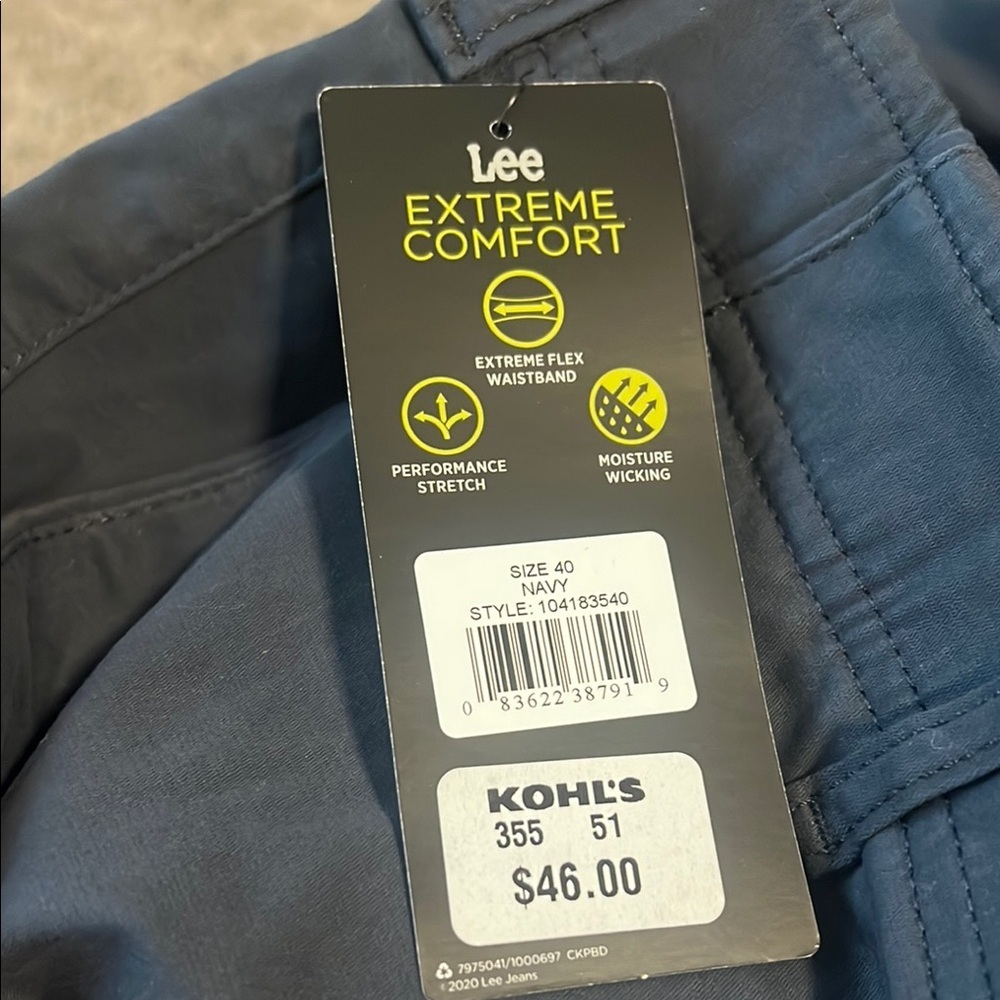 Lee
EXTREME
COMFORT
EXTREME FLEX
WAISTBAND
PERFORMANCE
STRETCH
MOISTURE
WICKING
SIZE 40
NAVY
STYLE: 104183540
0 83622 38791 9
KOHL'S
355 51
$46.00
7975041/1000697 CKPBD
©2020 Lee Jeans